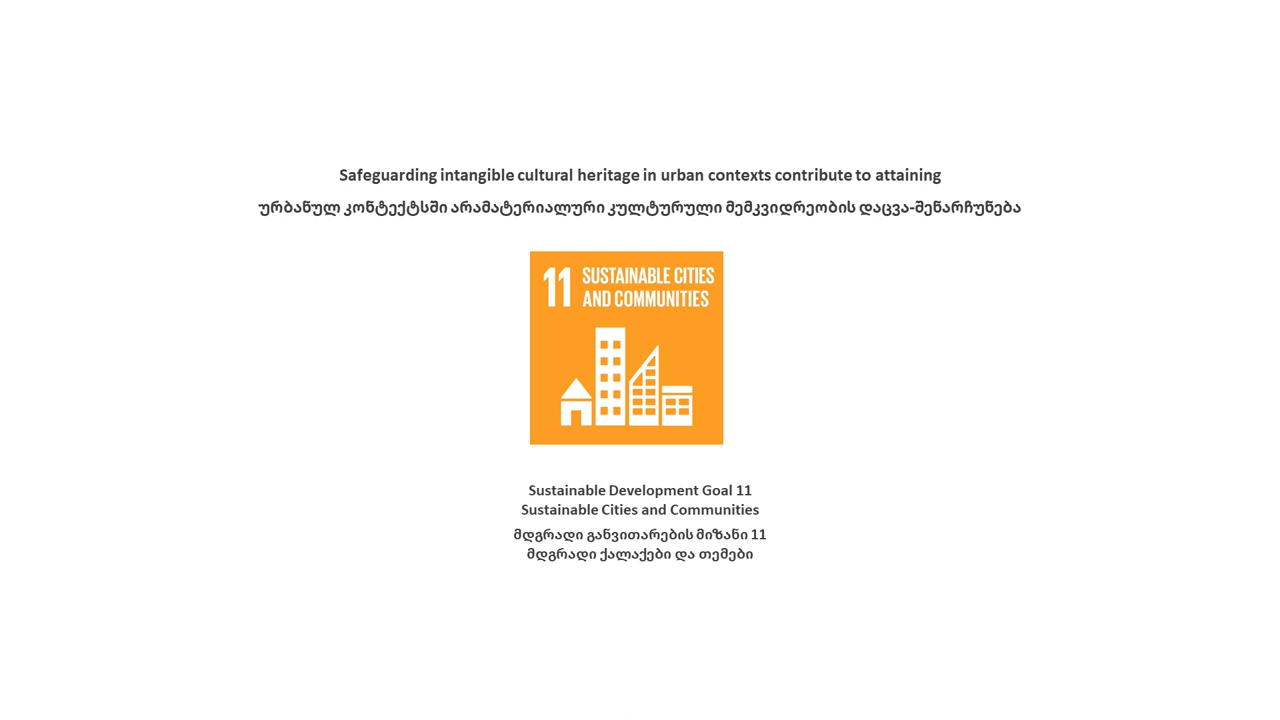 Safeguarding intangible cultural heritage in urban contexts contribute to attaining
ურბანულ კონტექტსში არამატერიალური კულტურული მემკვიდრეობის დაცვა-შენარჩუნება
11 SUSTAINABLE CITIES
AND COMMUNITIES
Sustainable Development Goal 11
Sustainable Cities and Communities
მდგრადი განვითარების მიზანი 11
მდგრადი ქალაქები და თემები